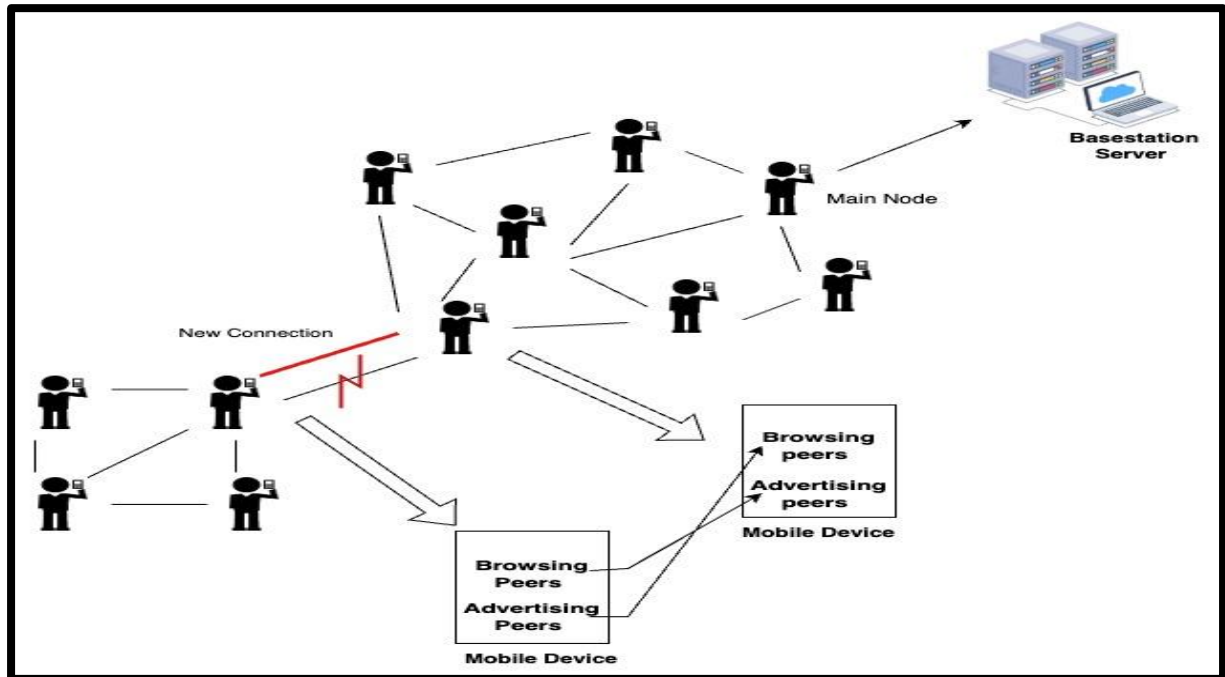 Basestation
Server
Main Node
New Connection
Browsing
peers
Advertising
peers
Mobile Device
Browsing
Peers
Advertising
Peers
Mobile Device